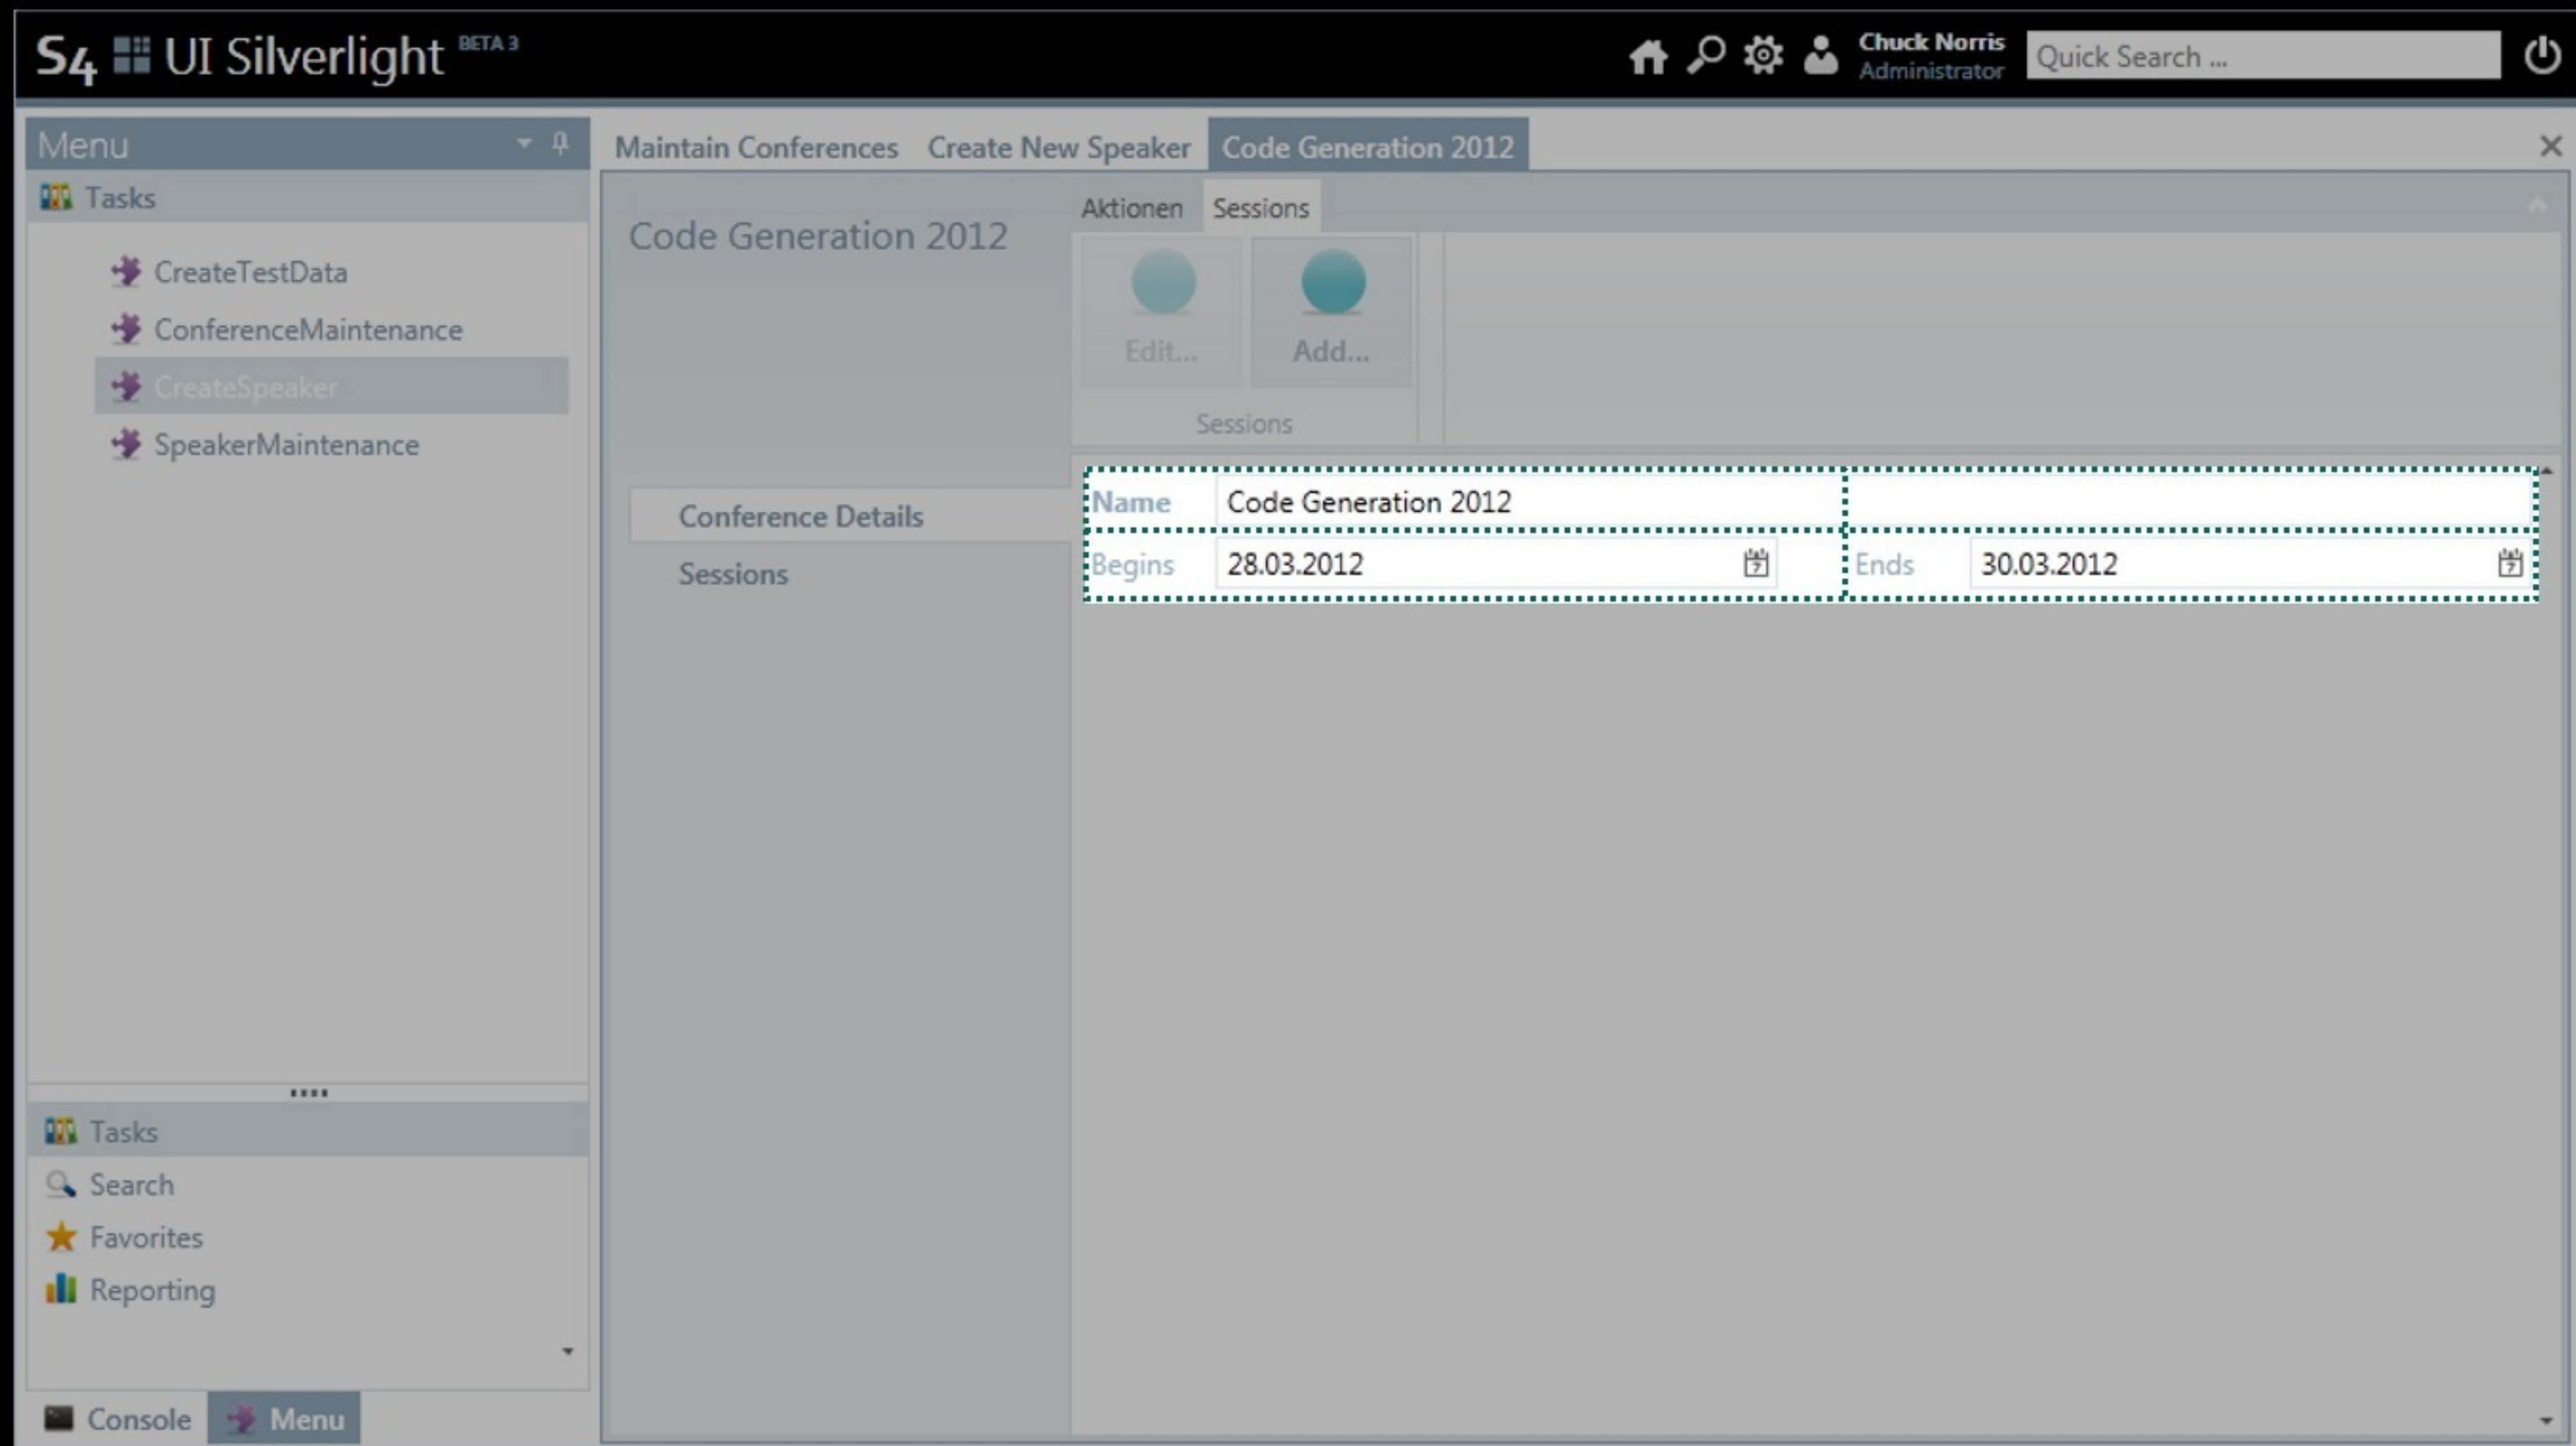 S4 UI Silverlight BETA 3
Chuck Norris
Administrator
Quick Search ...
Menu
Tasks
CreateTestData
ConferenceMaintenance
CreateSpeaker
SpeakerMaintenance
Tasks
Search
Favorites
Reporting
Console Menu
Maintain Conferences Create New Speaker Code Generation 2012
Code Generation 2012
Conference Details
Sessions
Aktionen Sessions
Edit... Add...
Sessions
Name Code Generation 2012
Begins 28.03.2012 Ends 30.03.2012